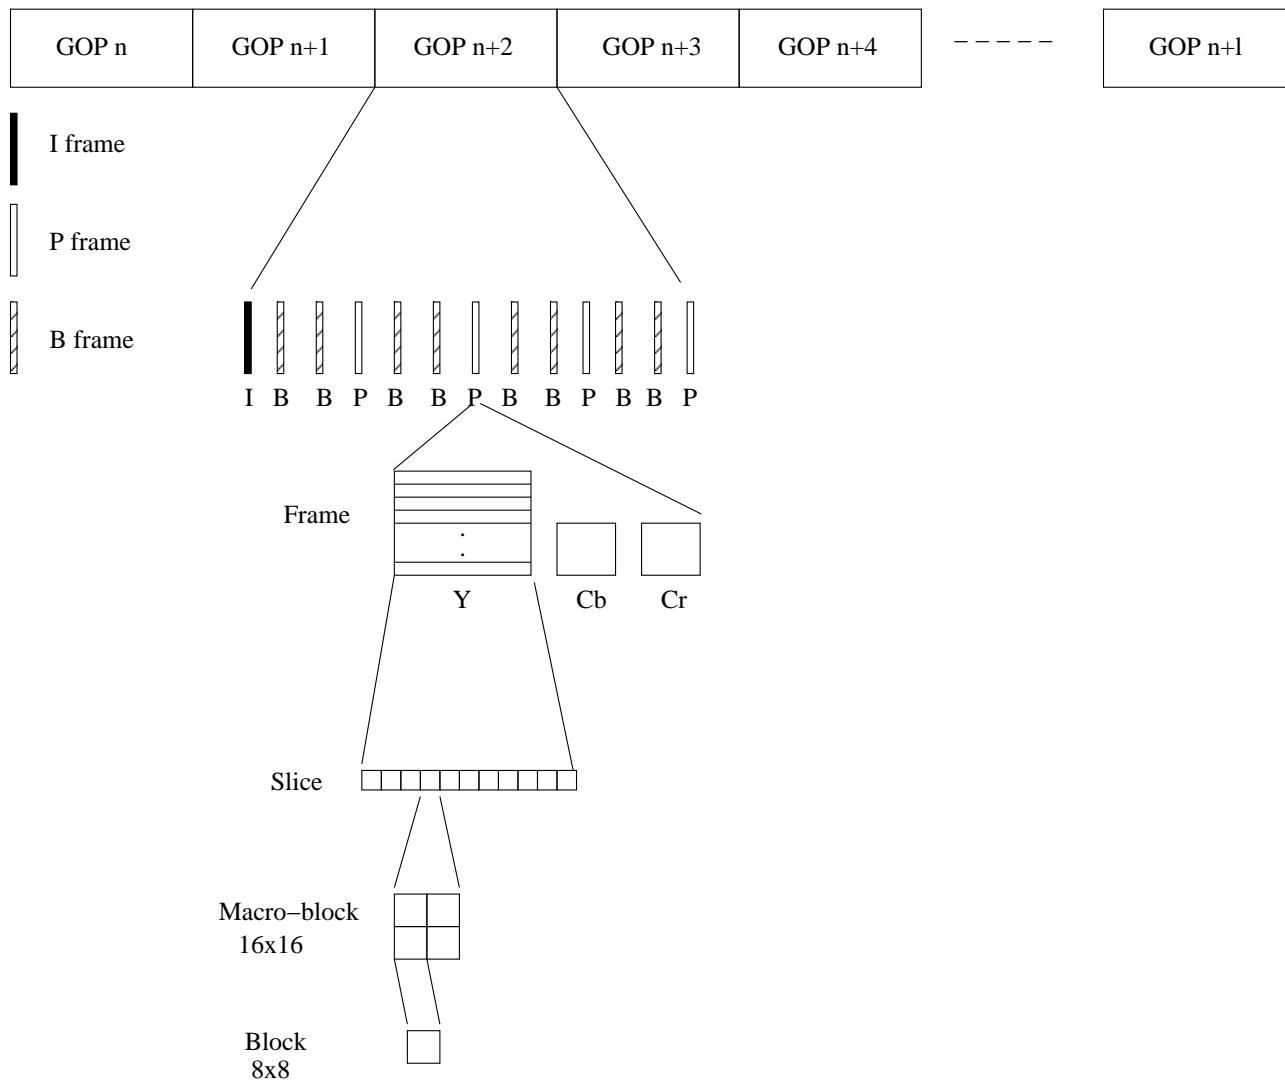 GOP n GOP n+1 GOP n+2 GOP n+3 GOP n+4 GOP n+l
I frame
P frame
B frame
I B B P B B P B B P B B P
Frame
Y Cb Cr
Slice
Macro−block
16x16
Block
8x8